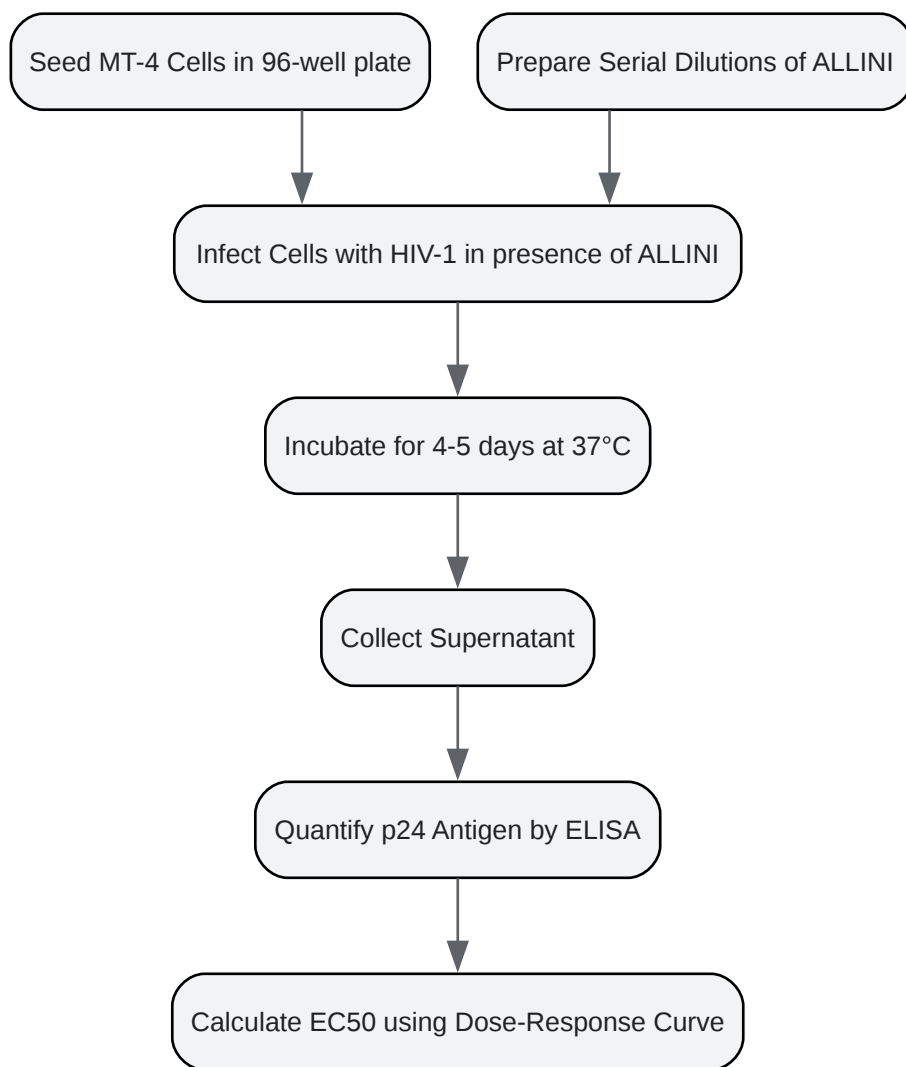 Seed MT-4 Cells in 96-well plate
Prepare Serial Dilutions of ALLINI
Infect Cells with HIV-1 in presence of ALLINI
Incubate for 4-5 days at 37°C
Collect Supernatant
Quantify p24 Antigen by ELISA
Calculate EC50 using Dose-Response Curve